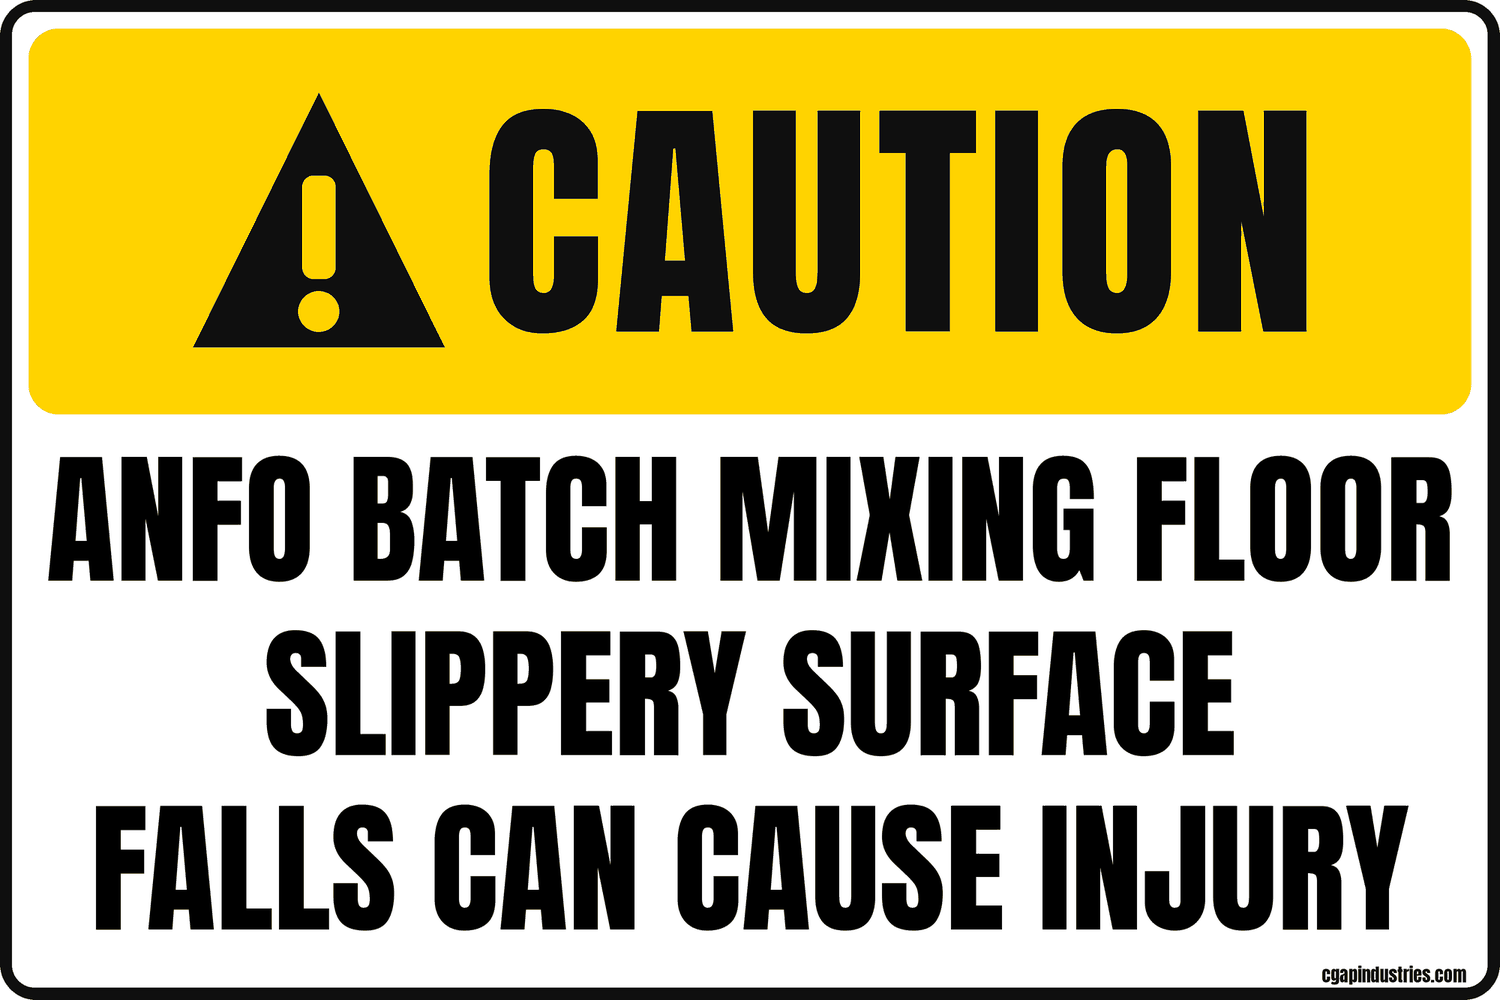 CAUTION
ANFO BATCH MIXING FLOOR
SLIPPERY SURFACE
FALLS CAN CAUSE INJURY
cgapindustries.com